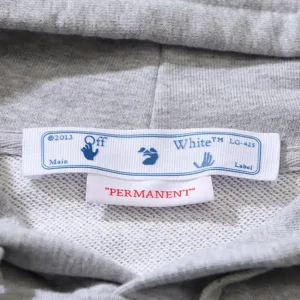 ©2013 Off White™ LG-425
Main Label
"PERMANENT"